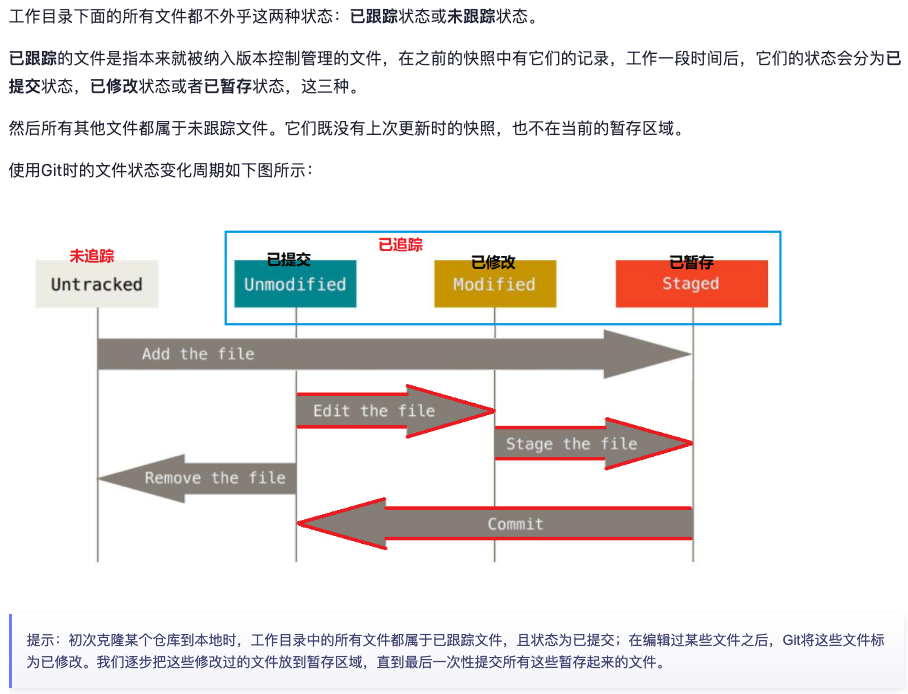 工作目录下面的所有文件都不外乎这两种状态：已跟踪状态或未跟踪状态。
已跟踪的文件是指本来就被纳入版本控制管理的文件，在之前的快照中有它们的记录，工作一段时间后，它们的状态会分为已
提交状态，已修改状态或者已暂存状态，这三种。
然后所有其他文件都属于未跟踪文件。它们既没有上次更新时的快照，也不在当前的暂存区域。
使用Git时的文件状态变化周期如下图所示：
已追踪
未追踪
已提交
已修改
已暂存
Untracked
Unmodified
Modified
Staged
Add the file
Edit the file
Stage the file
Remove the file
Commit
提示：初次克隆某个仓库到本地时，工作目录中的所有文件都属于已跟踪文件，且状态为已提交；在编辑过某些文件之后，Git将这些文件标
为已修改。我们逐步把这些修改过的文件放到暂存区域，直到最后一次性提交所有这些暂存起来的文件。